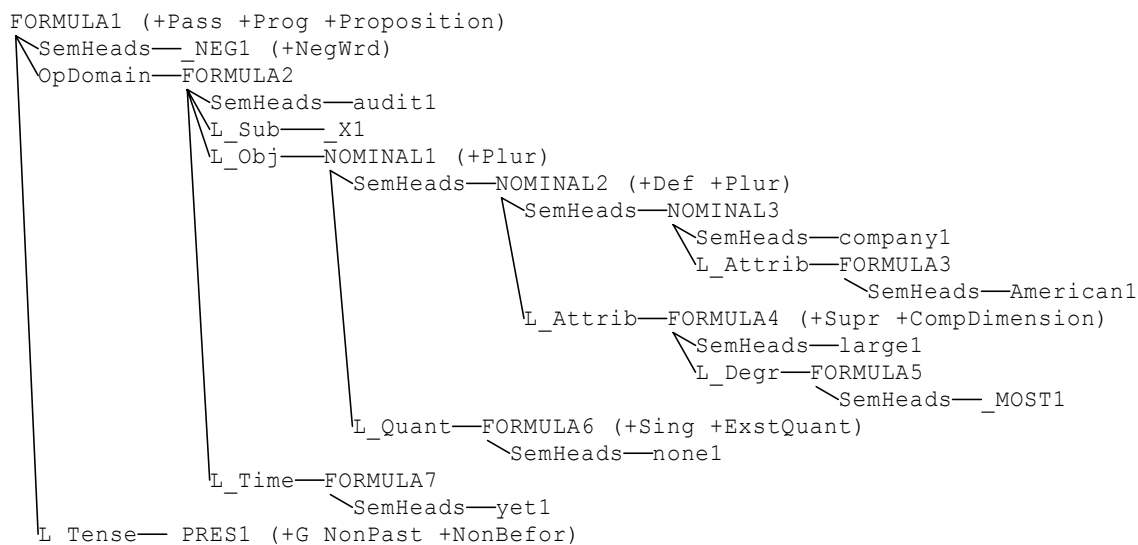 FORMULA1 (+Pass +Prog +Proposition)
SemHeads _NEG1 (+NegWrd)
OpDomain FORMULA2
SemHeads audit1
L_Sub _X1
L_Obj NOMINAL1 (+Plur)
SemHeads NOMINAL2 (+Def +Plur)
SemHeads NOMINAL3
SemHeads company1
L_Attrib FORMULA3
SemHeads American1
L_Attrib FORMULA4 (+Supr +CompDimension)
SemHeads large1
L_Degr FORMULA5
SemHeads _MOST1
L_Quant FORMULA6 (+Sing +ExstQuant)
SemHeads none1
L_Time FORMULA7
SemHeads yet1
L_Tense _PRES1 (+G_NonPast +NonBefor)